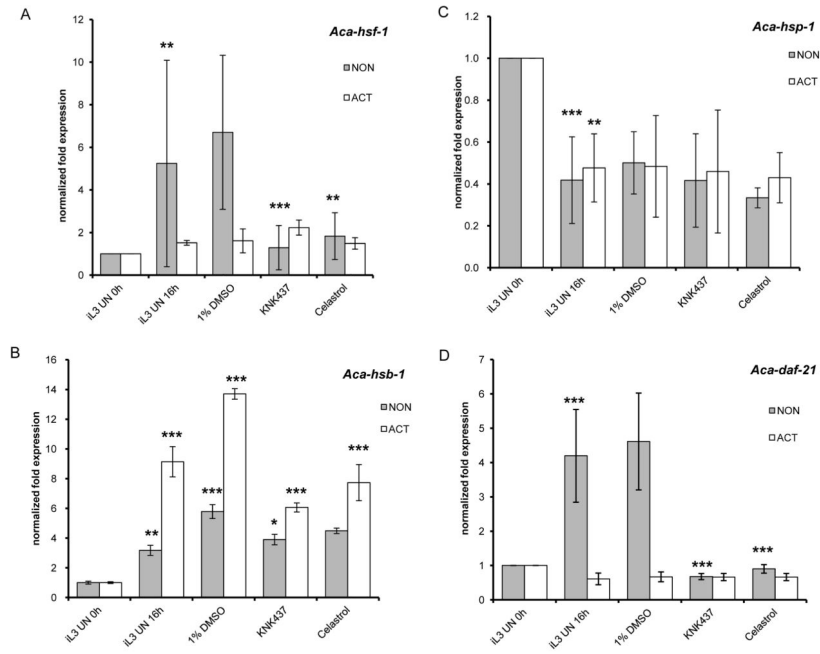 A
Aca-hsf-1
normalized fold expression
12
10
8
6
4
2
0
**
***
**
NON
ACT
iL3 UN 0h
iL3 UN 16h
1% DMSO
KNK437
Celastrol
B
Aca-hsb-1
normalized fold expression
16
14
12
10
8
6
4
2
0
**
***
***
***
*
***
***
NON
ACT
iL3 UN 0h
iL3 UN 16h
1% DMSO
KNK437
Celastrol
C
Aca-hsp-1
normalized fold expression
1.2
1.0
0.8
0.6
0.4
0.2
0.0
***
**
NON
ACT
iL3 UN 0h
iL3 UN 16h
1% DMSO
KNK437
Celastrol
D
Aca-daf-21
normalized fold expression
7
6
5
4
3
2
1
0
***
***
***
NON
ACT
iL3 UN 0h
iL3 UN 16h
1% DMSO
KNK437
Celastrol